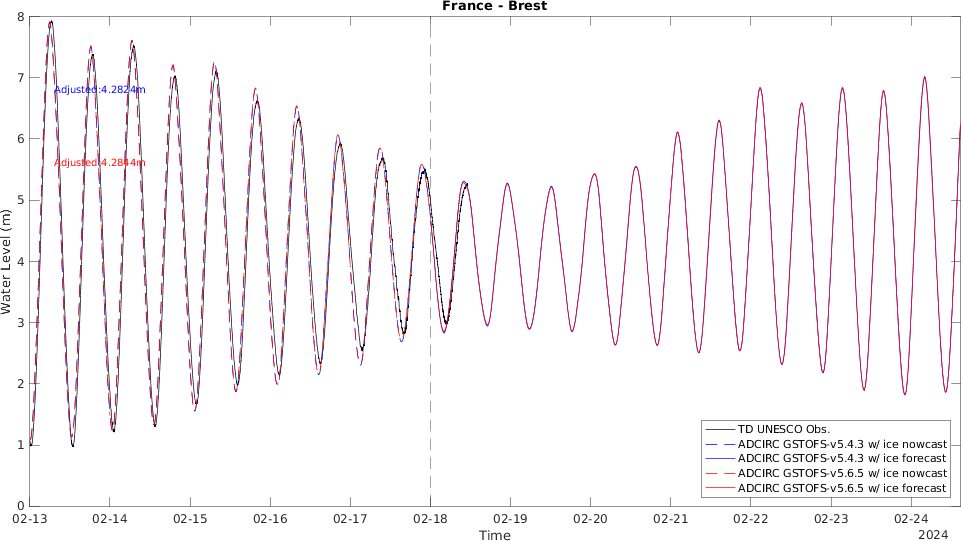 France - Brest
8
7
6
5
4
3
2
1
0
Water Level (m)
Adjusted:4.2824m
Adjusted:4.2844m
TD UNESCO Obs.
ADCIRC GSTOFS-v5.4.3 w/ ice nowcast
ADCIRC GSTOFS-v5.4.3 w/ ice forecast
ADCIRC GSTOFS-v5.6.5 w/ ice nowcast
ADCIRC GSTOFS-v5.6.5 w/ ice forecast
02-13 02-14 02-15 02-16 02-17 02-18 02-19 02-20 02-21 02-22 02-23 02-24
Time
2024